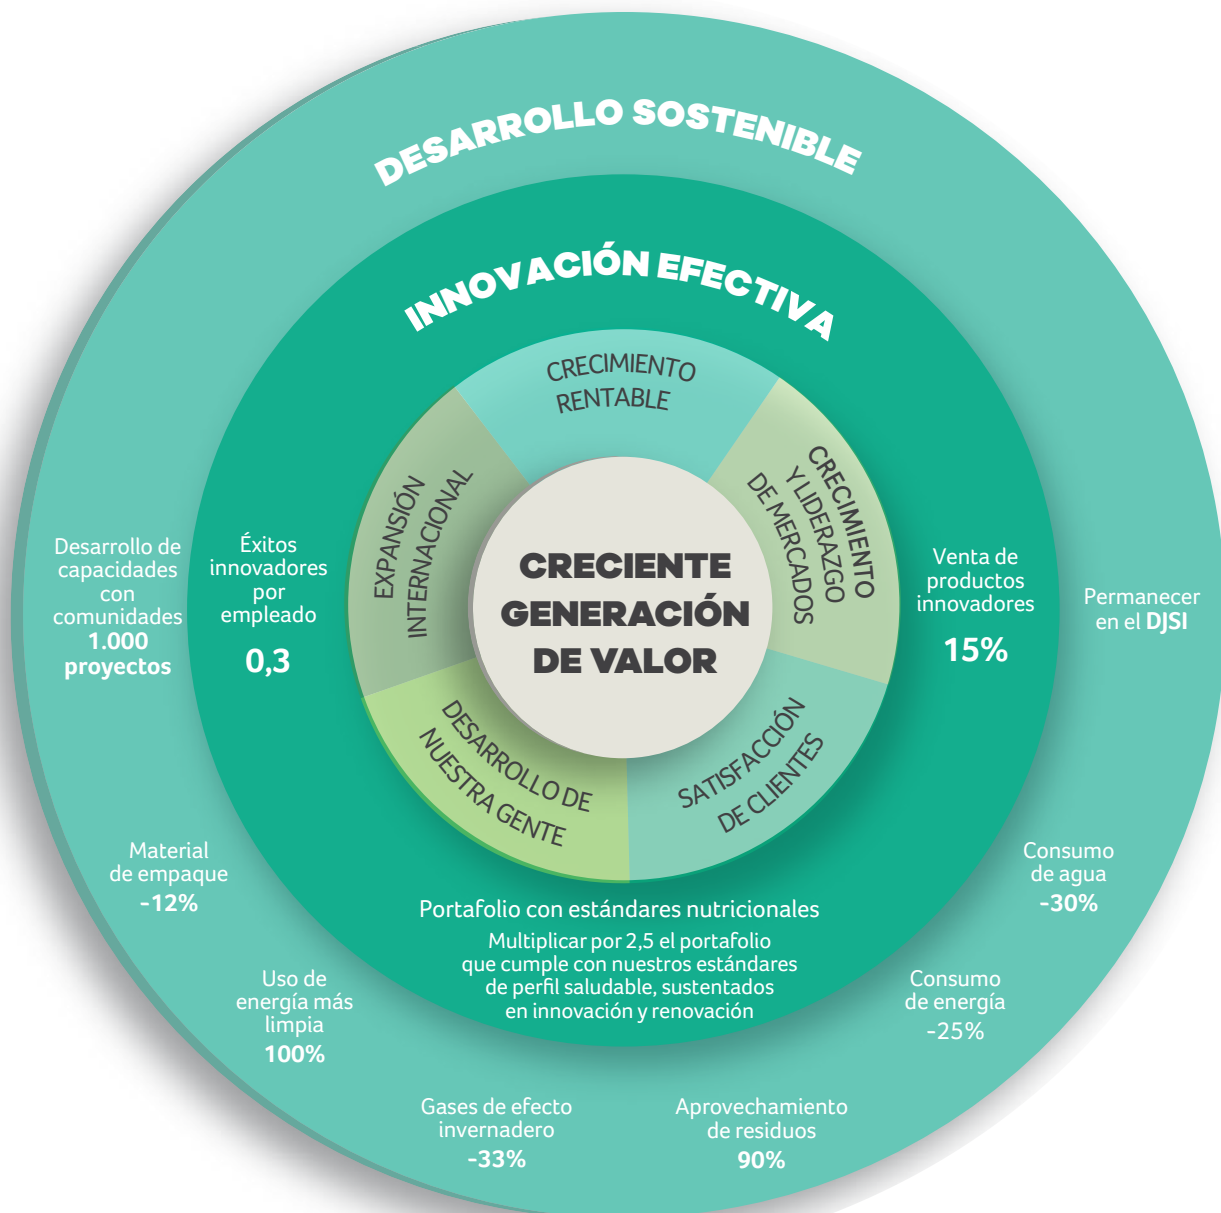 DESARROLLO SOSTENIBLE
INNOVACIÓN EFECTIVA
CRECIMIENTO
RENTABLE
CRECIMIENTO
Y LIDERAZGO
DE MERCADOS
SATISFACCIÓN
DE CLIENTES
DESARROLLO DE
NUESTRA GENTE
EXPANSIÓN
INTERNACIONAL
CRECIENTE
GENERACIÓN
DE VALOR
Desarrollo de
capacidades
con
comunidades
1.000
proyectos
Éxitos
innovadores
por
empleado
0,3
Venta de
productos
innovadores
15%
Permanecer
en el DJSI
Material
de empaque
-12%
Consumo
de agua
-30%
Portafolio con estándares nutricionales
Multiplicar por 2,5 el portafolio
que cumple con nuestros estándares
de perfil saludable, sustentados
en innovación y renovación
Uso de
energía más
limpia
100%
Consumo
de energía
-25%
Gases de efecto
invernadero
-33%
Aprovechamiento
de residuos
90%